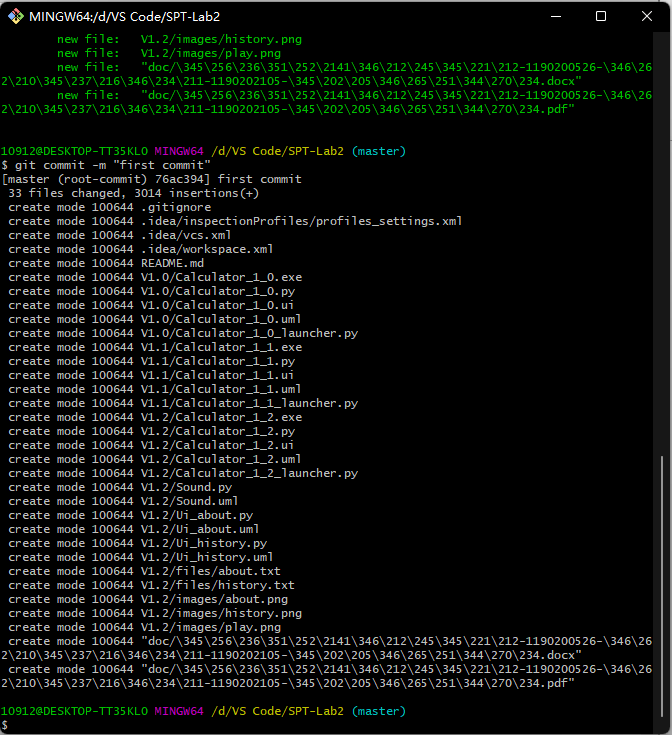 MINGW64:/d/VS Code/SPT-Lab2
new file:   V1.2/images/history.png
new file:   V1.2/images/play.png
new file:   "doc/\345\256\236\351\252\2141\346\212\245\345\221\212-1190200526-\346\26
2\210\345\237\216\346\234\211-1190202105-\345\202\205\346\265\251\344\270\234.docx"
new file:   "doc/\345\256\236\351\252\2141\346\212\245\345\221\212-1190200526-\346\26
2\210\345\237\216\346\234\211-1190202105-\345\202\205\346\265\251\344\270\234.pdf"
10912@DESKTOP-TT35KLO MINGW64 /d/VS Code/SPT-Lab2 (master)
$ git commit -m "first commit"
[master (root-commit) 76ac394] first commit
33 files changed, 3014 insertions(+)
create mode 100644 .gitignore
create mode 100644 .idea/inspectionProfiles/profiles_settings.xml
create mode 100644 .idea/vcs.xml
create mode 100644 .idea/workspace.xml
create mode 100644 README.md
create mode 100644 V1.0/Calculator_1_0.exe
create mode 100644 V1.0/Calculator_1_0.py
create mode 100644 V1.0/Calculator_1_0.ui
create mode 100644 V1.0/Calculator_1_0.uml
create mode 100644 V1.0/Calculator_1_0_launcher.py
create mode 100644 V1.1/Calculator_1_1.exe
create mode 100644 V1.1/Calculator_1_1.py
create mode 100644 V1.1/Calculator_1_1.ui
create mode 100644 V1.1/Calculator_1_1.uml
create mode 100644 V1.1/Calculator_1_1_launcher.py
create mode 100644 V1.2/Calculator_1_2.exe
create mode 100644 V1.2/Calculator_1_2.py
create mode 100644 V1.2/Calculator_1_2.ui
create mode 100644 V1.2/Calculator_1_2.uml
create mode 100644 V1.2/Calculator_1_2_launcher.py
create mode 100644 V1.2/Sound.py
create mode 100644 V1.2/Sound.uml
create mode 100644 V1.2/Ui_about.py
create mode 100644 V1.2/Ui_about.uml
create mode 100644 V1.2/Ui_history.py
create mode 100644 V1.2/Ui_history.uml
create mode 100644 V1.2/files/about.txt
create mode 100644 V1.2/files/history.txt
create mode 100644 V1.2/images/about.png
create mode 100644 V1.2/images/history.png
create mode 100644 V1.2/images/play.png
create mode 100644 "doc/\345\256\236\351\252\2141\346\212\245\345\221\212-1190200526-\346\26
2\210\345\237\216\346\234\211-1190202105-\345\202\205\346\265\251\344\270\234.docx"
create mode 100644 "doc/\345\256\236\351\252\2141\346\212\245\345\221\212-1190200526-\346\26
2\210\345\237\216\346\234\211-1190202105-\345\202\205\346\265\251\344\270\234.pdf"
10912@DESKTOP-TT35KLO MINGW64 /d/VS Code/SPT-Lab2 (master)
$